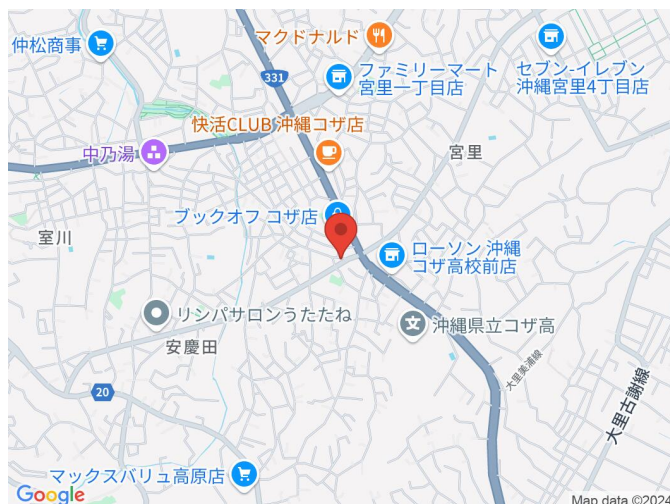 仲松商事
マクドナルド
331
ファミリーマート
宮里一丁目店
セブン-イレブン
沖縄宮里4丁目店
快活CLUB 沖縄コザ店
中乃湯
宮里
ブックオフ コザ店
室川
ローソン 沖縄
コザ高校前店
リンパサロンうたたね
沖縄県立コザ高
安慶田
大里美浦線
20
大里古謝線
マックスバリュ高原店
Google
Map data ©2024